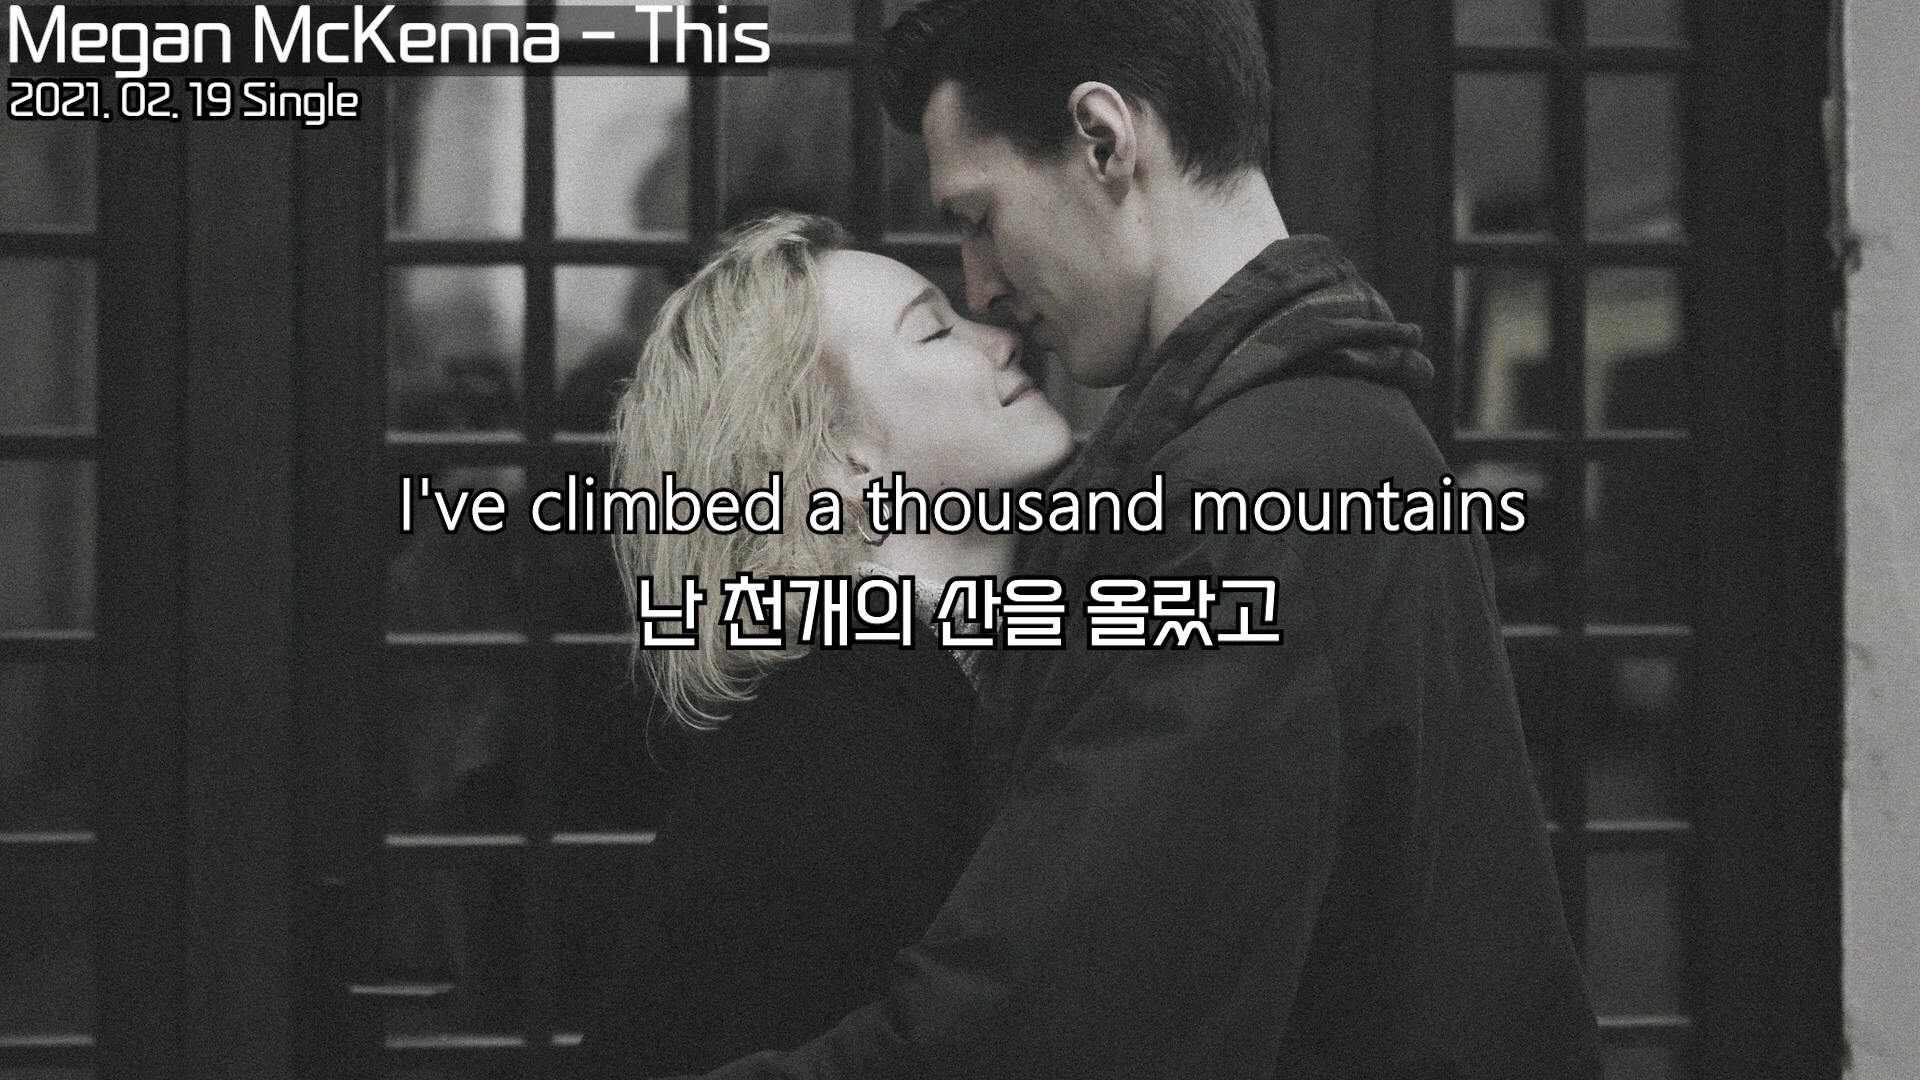 Megan McKenna - This
2021. 02. 19 Single
I've climbed a thousand mountains
난 천개의 산을 올랐고